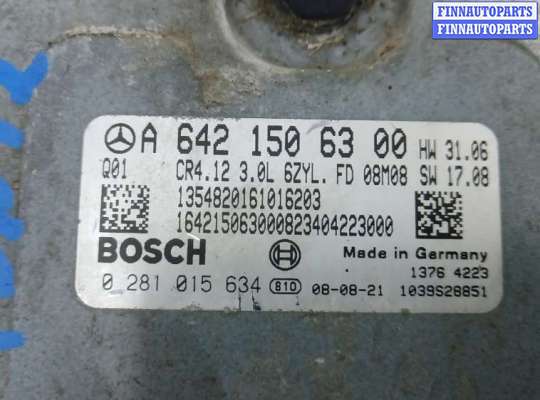 FINNAUTOPARTS
FINNAUTOPARTS
A 642 150 63 00 HW 31.06
Q01 CR4.12 3.0L 6ZYL. FD 08M08 SW 17.08
1354820161016203
164215063000823404223000
BOSCH Made in Germany
1376 4223
0 281 015 634 810 08-08-21 1039S28851